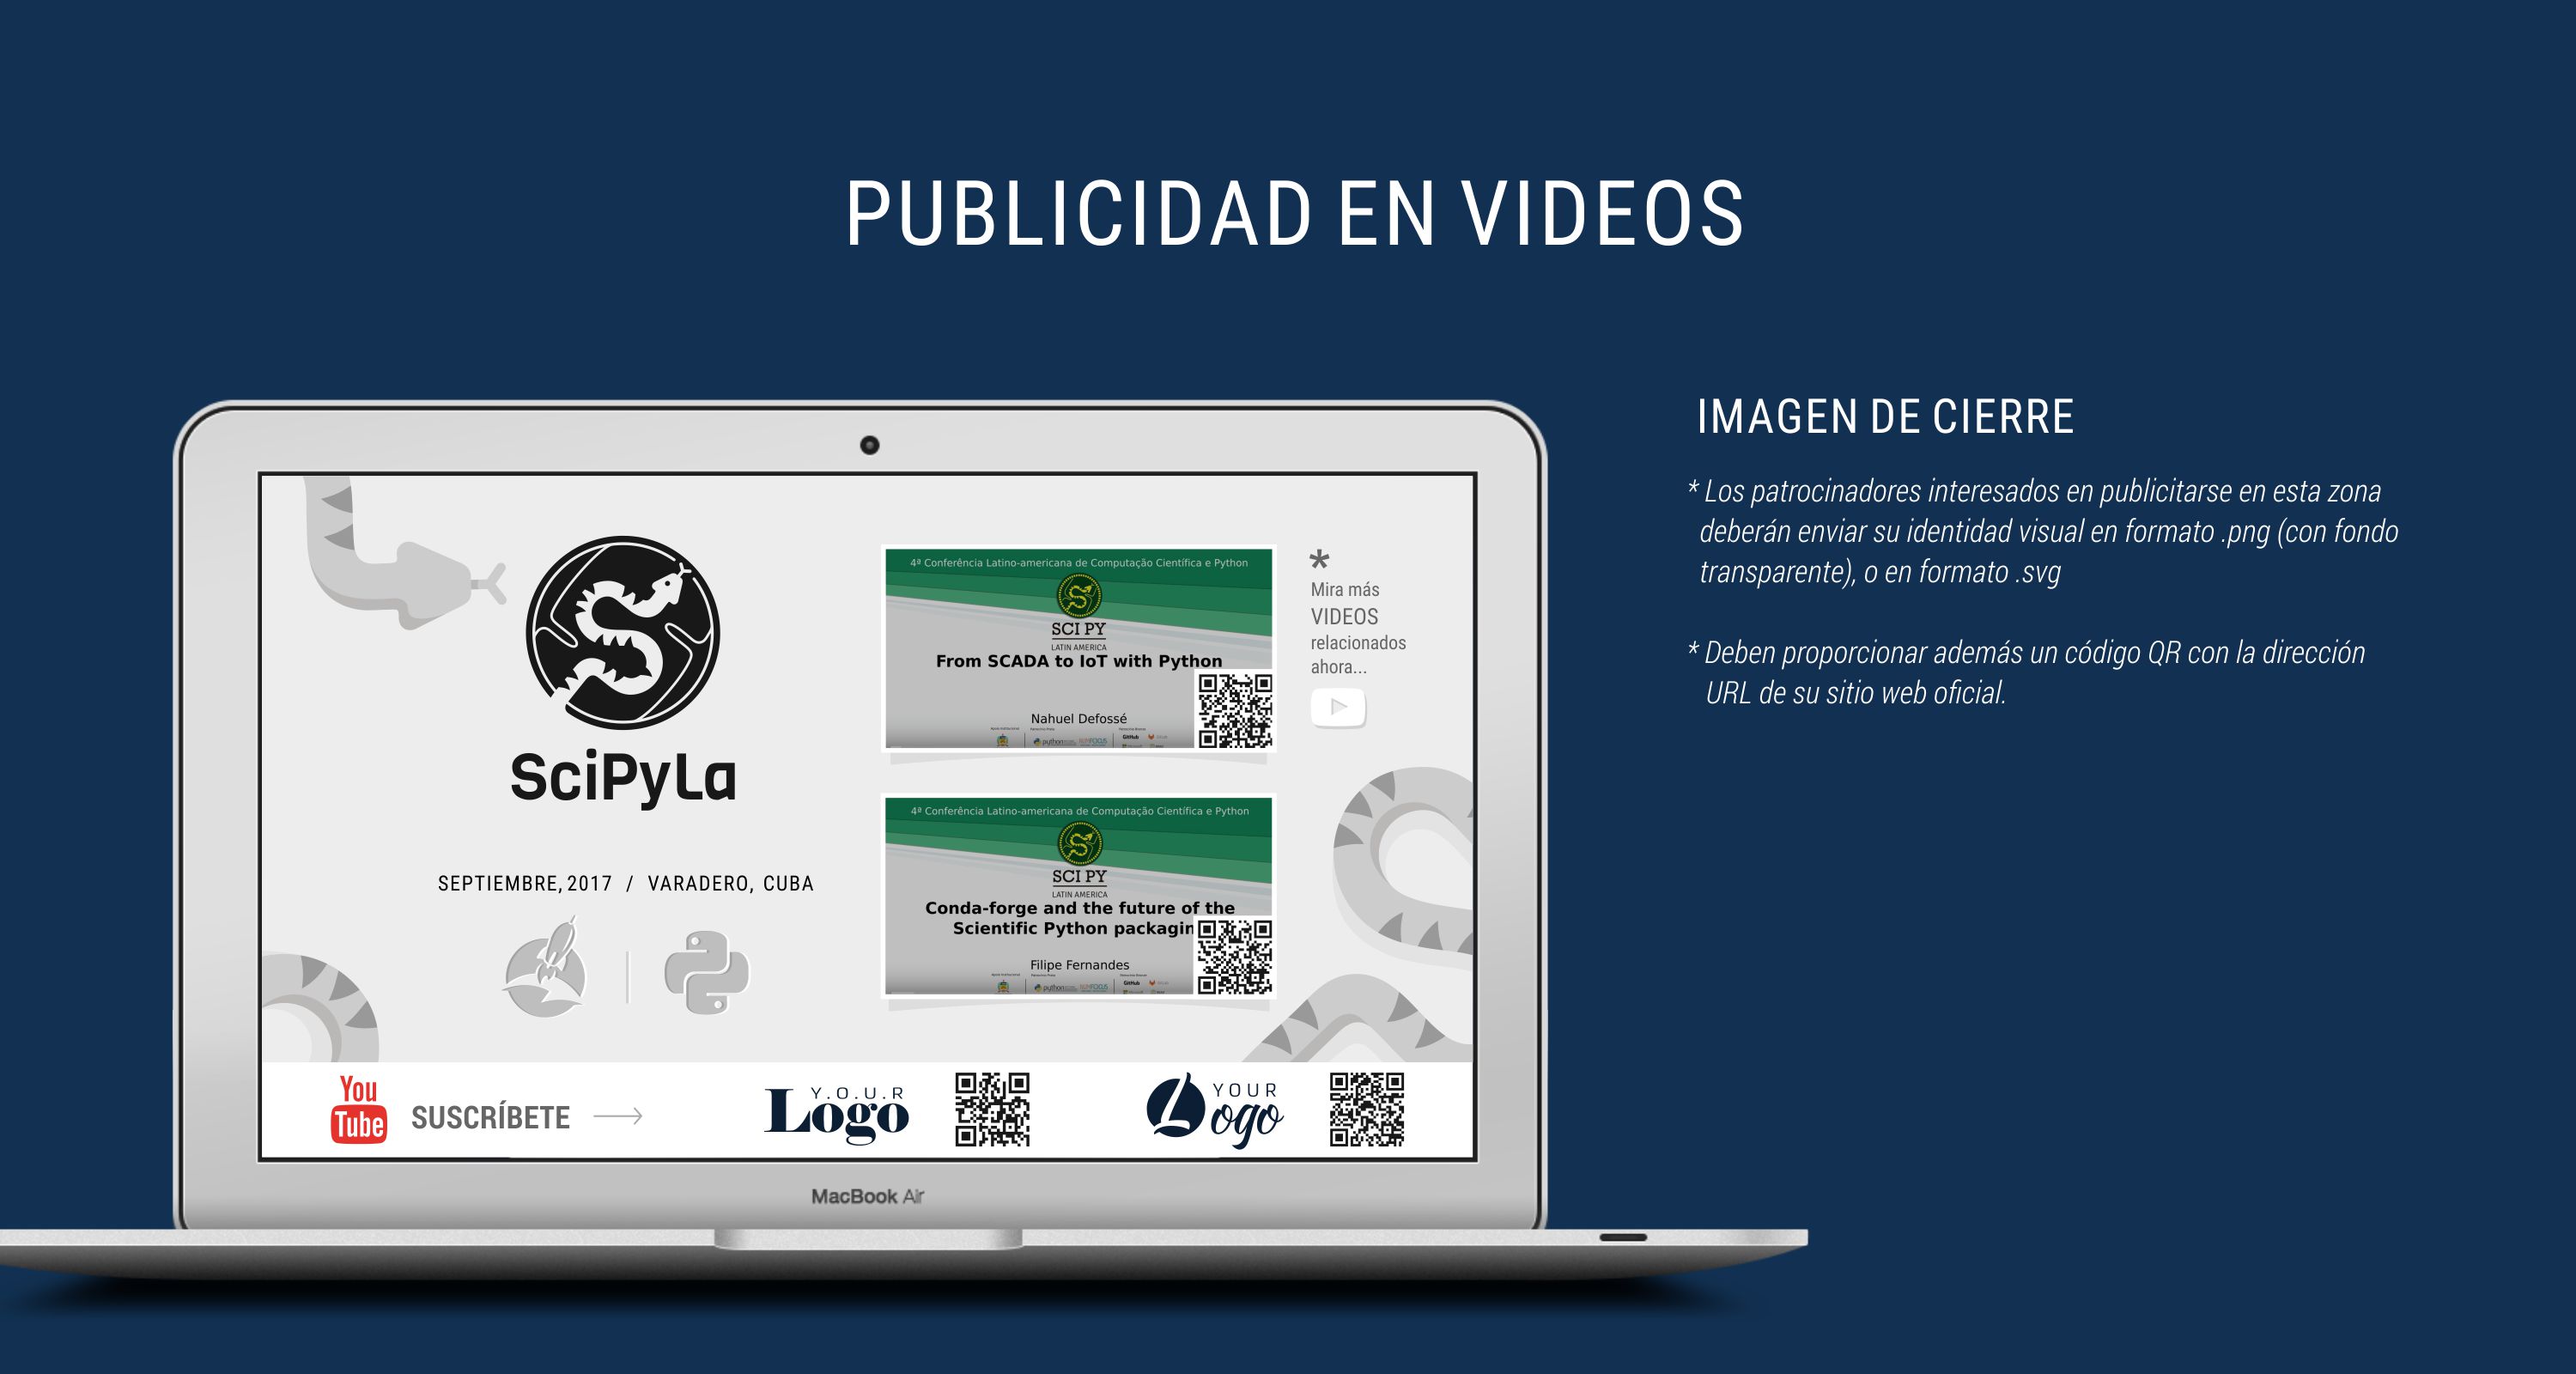 PUBLICIDAD EN VIDEOS
IMAGEN DE CIERRE
* Los patrocinadores interesados en publicitarse en esta zona
deberán enviar su identidad visual en formato .png (con fondo
transparente), o en formato .svg
* Deben proporcionar además un código QR con la dirección
URL de su sitio web oficial.
SciPyLa
SEPTIEMBRE, 2017 / VARADERO, CUBA
4ª Conferência Latino-americana de Computação Científica e Python
SCI PY
LATIN AMERICA
From SCADA to IoT with Python
Nahuel Defossé
python
GitHub
4ª Conferência Latino-americana de Computação Científica e Python
SCI PY
LATIN AMERICA
Conda-forge and the future of the
Scientific Python packagin
Filipe Fernandes
python
GitHub
*
Mira más
VIDEOS
relacionados
ahora...
You
Tube
SUSCRÍBETE
Y.O.U.R
Logo
YOUR
Logo
MacBook Air